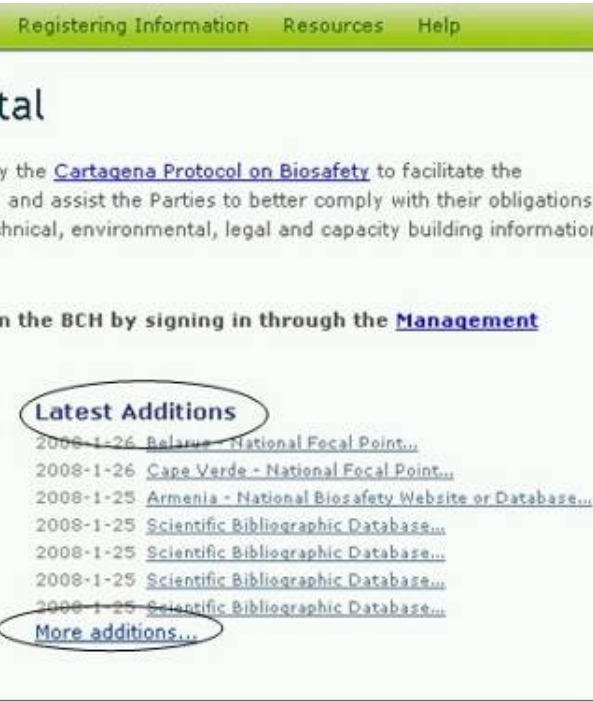 Registering Information Resources Help
tal
y the Cartagena Protocol on Biosafety to facilitate the
and assist the Parties to better comply with their obligations
chnical, environmental, legal and capacity building information
n the BCH by signing in through the Management
Latest Additions
2008-1-26 Belarus - National Focal Point...
2008-1-26 Cape Verde - National Focal Point...
2008-1-25 Armenia - National Biosafety Website or Database...
2008-1-25 Scientific Bibliographic Database...
2008-1-25 Scientific Bibliographic Database...
2008-1-25 Scientific Bibliographic Database...
2008-1-25 Scientific Bibliographic Database...
More additions...